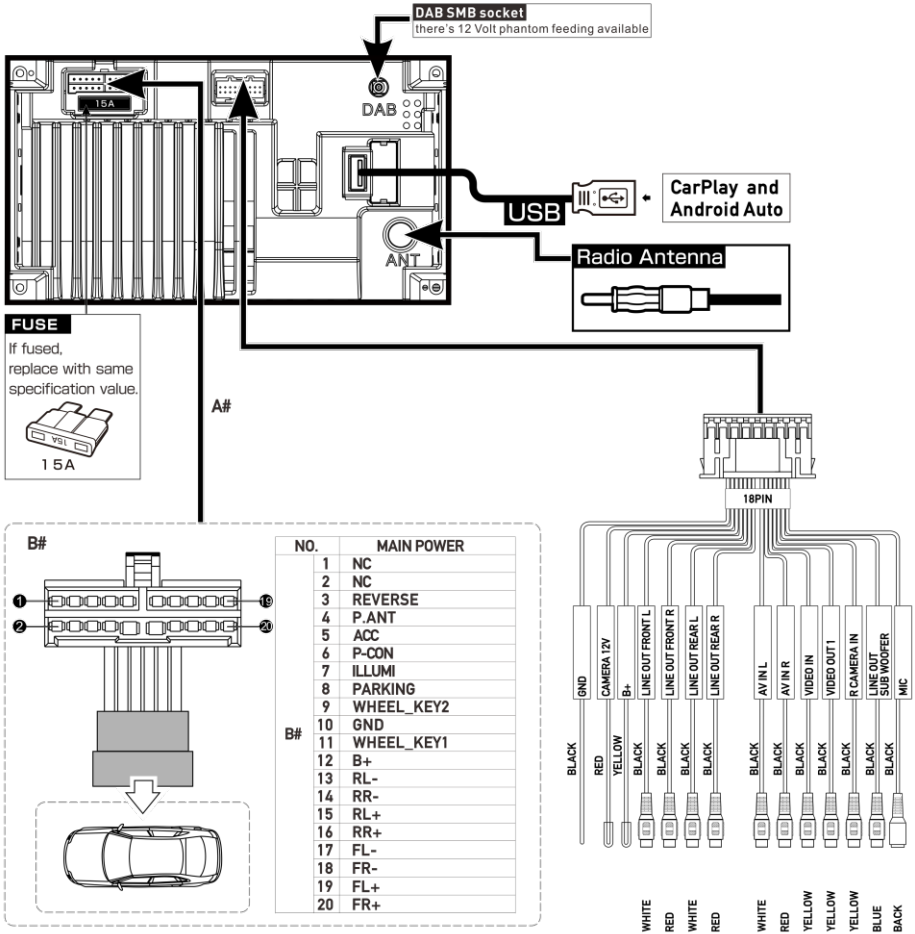 DAB SMB socket
there's 12 Volt phantom feeding available
15A
DAB
USB
CarPlay and
Android Auto
ANT
Radio Antenna
FUSE
If fused,
replace with same
specification value.
15A
15A
A#
18PIN
B#
1
19
2
20
NO. MAIN POWER
B#
1 NC
2 NC
3 REVERSE
4 P.ANT
5 ACC
6 P-CON
7 ILLUMI
8 PARKING
9 WHEEL_KEY2
10 GND
11 WHEEL_KEY1
12 B+
13 RL-
14 RR-
15 RL+
16 RR+
17 FL-
18 FR-
19 FL+
20 FR+
GND
CAMERA 12V
B+
LINE OUT FRONT L
LINE OUT FRONT R
LINE OUT REAR L
LINE OUT REAR R
AV IN L
AV IN R
VIDEO IN
VIDEO OUT 1
R CAMERA IN
LINE OUT
SUB WOOFER
MIC
BLACK
RED
YELLOW
BLACK
BLACK
BLACK
BLACK
BLACK
BLACK
BLACK
BLACK
BLACK
BLACK
BLACK
WHITE
RED
WHITE
RED
WHITE
RED
YELLOW
YELLOW
YELLOW
BLUE
BACK